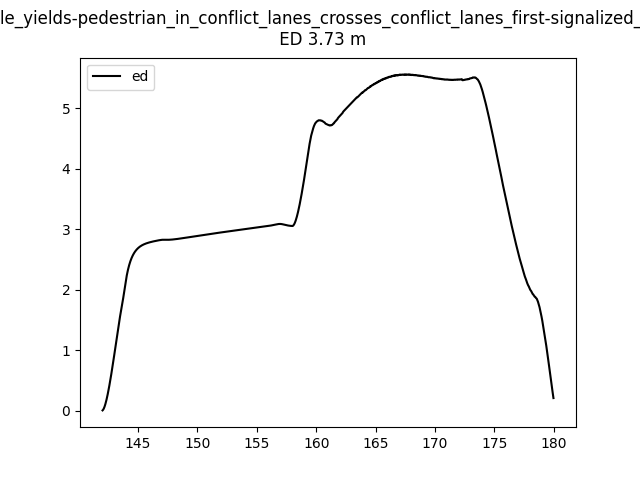 le_yields-pedestrian_in_conflict_lanes_crosses_conflict_lanes_first-signalized_
ED 3.73 m
ed
5
4
3
2
1
0
145 150 155 160 165 170 175 180